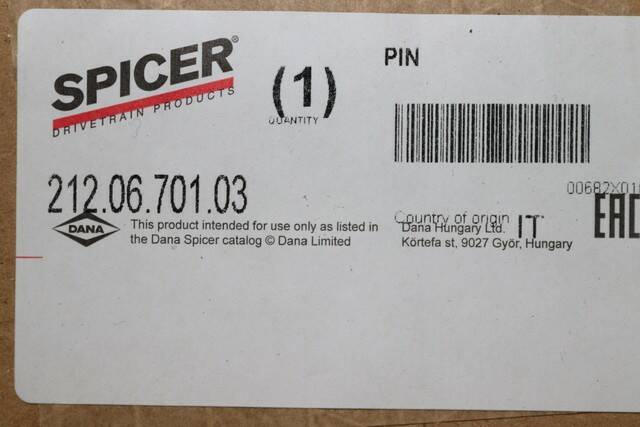 SPICER®
DRIVETRAIN PRODUCTS
(1)
QUANTITY
PIN
212.06.701.03
DANA
This product intended for use only as listed in
the Dana Spicer catalog © Dana Limited
00682X01
Country of origin IT
Dana Hungary Ltd.
Körtefa st, 9027 Györ, Hungary
EAC